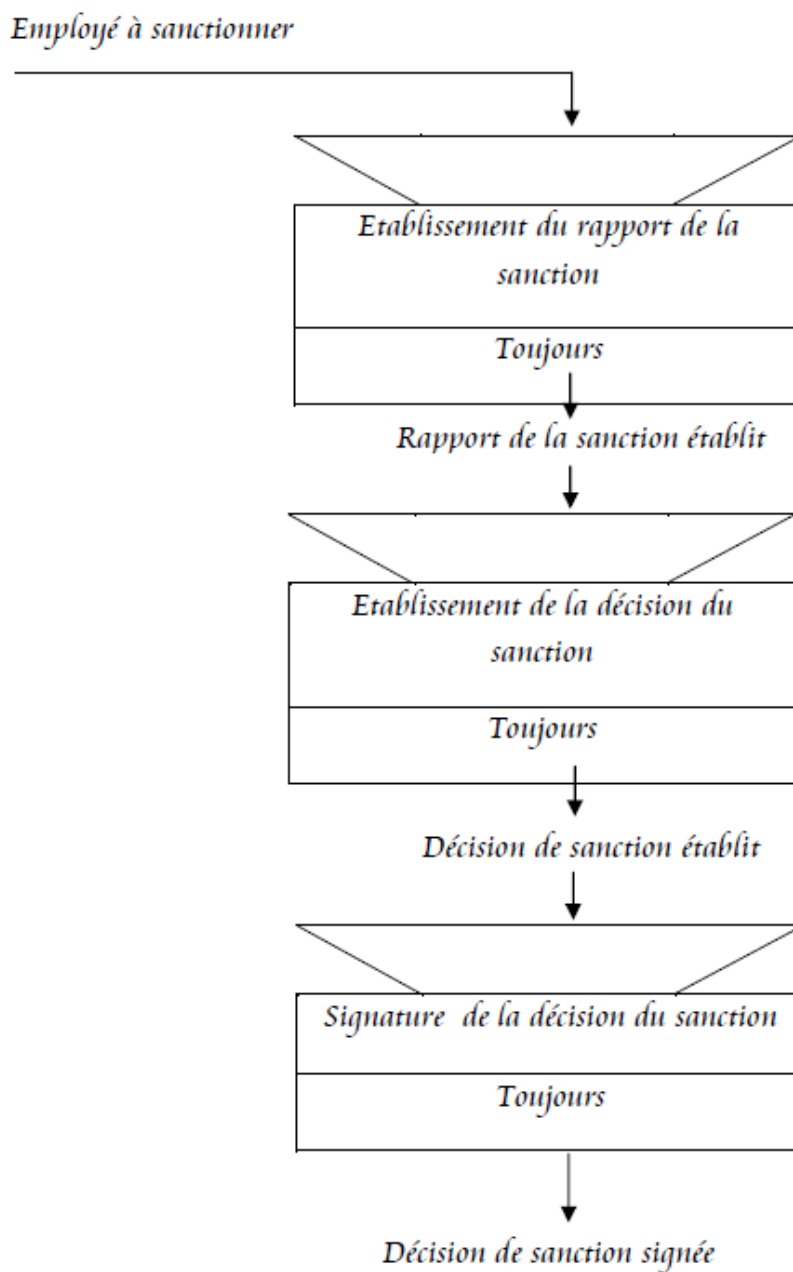 Employé à sanctionner
Etablissement du rapport de la
sanction
Toujours
Rapport de la sanction établit
Etablissement de la décision du
sanction
Toujours
Décision de sanction établit
Signature de la décision du sanction
Toujours
Décision de sanction signée